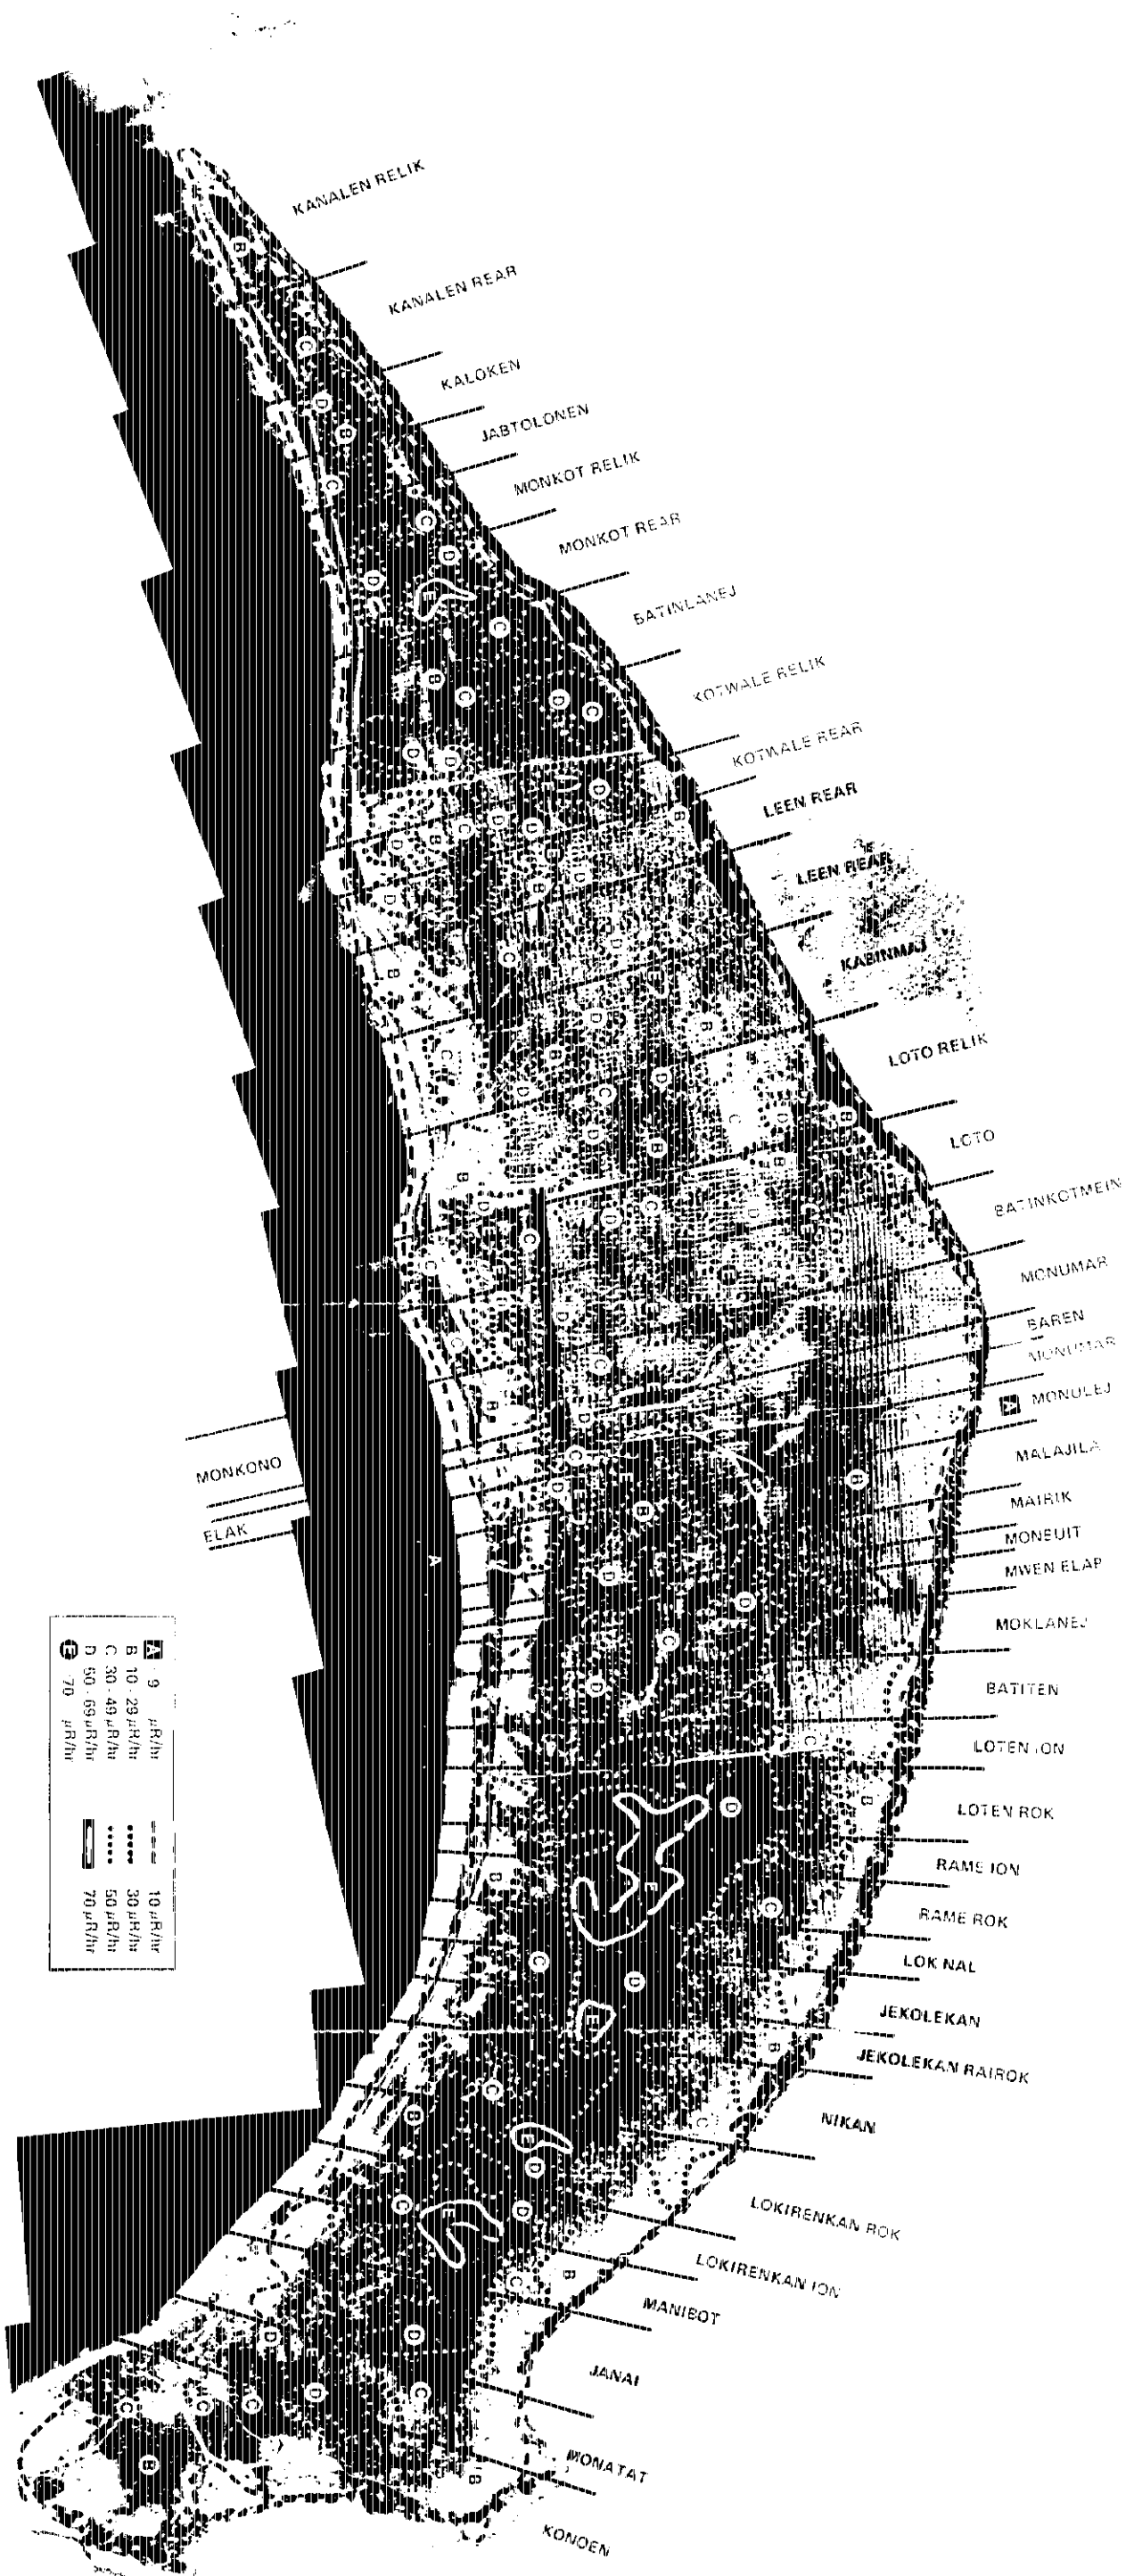 KANALEN RELIK
KANALEN REAR
KALOKEN
JABTOLONEN
MONKOT RELIK
MONKOT REAR
BATINLANEJ
KOTWALE RELIK
KOTWALE REAR
LEEN REAR
LEEN REAR
KABINMAJ
LOTO RELIK
LOTO
BATINKOTMEIN
MONUMAR
BAREN
MONUMAR
A MONULEJ
MALAJILA
MAIRIK
MONBUIT
MWEN ELAP
MOKLANEJ
BATITEN
LOTEN ION
LOTEN ROK
RAME ION
RAME ROK
LOK NAL
JEKOLEKAN
JEKOLEKAN RAIROK
NIKAN
LOKIRENKAN ROK
LOKIRENKAN ION
MANIBOT
JANAI
MONATAT
KONOEN
MONKONO
ELAK
A 9 µR/hr
B 10 - 29 µR/hr
C 30 - 49 µR/hr
D 50 - 69 µR/hr
E 70 µR/hr
10 µR/hr
30 µR/hr
50 µR/hr
70 µR/hr